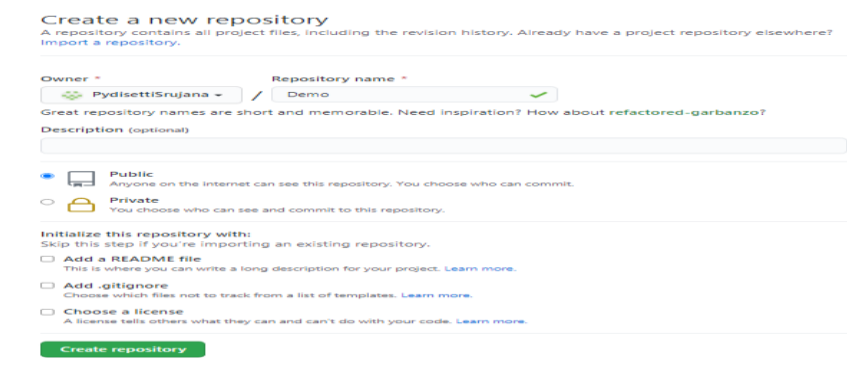 Create a new repository
A repository contains all project files, including the revision history. Already have a project repository elsewhere?
Import a repository.
Owner *
Repository name *
PydisettiSrujana
/
Demo
Great repository names are short and memorable. Need inspiration? How about refactored-garbanzo?
Description (optional)
Public
Anyone on the internet can see this repository. You choose who can commit.
Private
You choose who can see and commit to this repository.
Initialize this repository with:
Skip this step if you're importing an existing repository.
Add a README file
This is where you can write a long description for your project. Learn more.
Add .gitignore
Choose which files not to track from a list of templates. Learn more.
Choose a license
A license tells others what they can and can't do with your code. Learn more.
Create repository